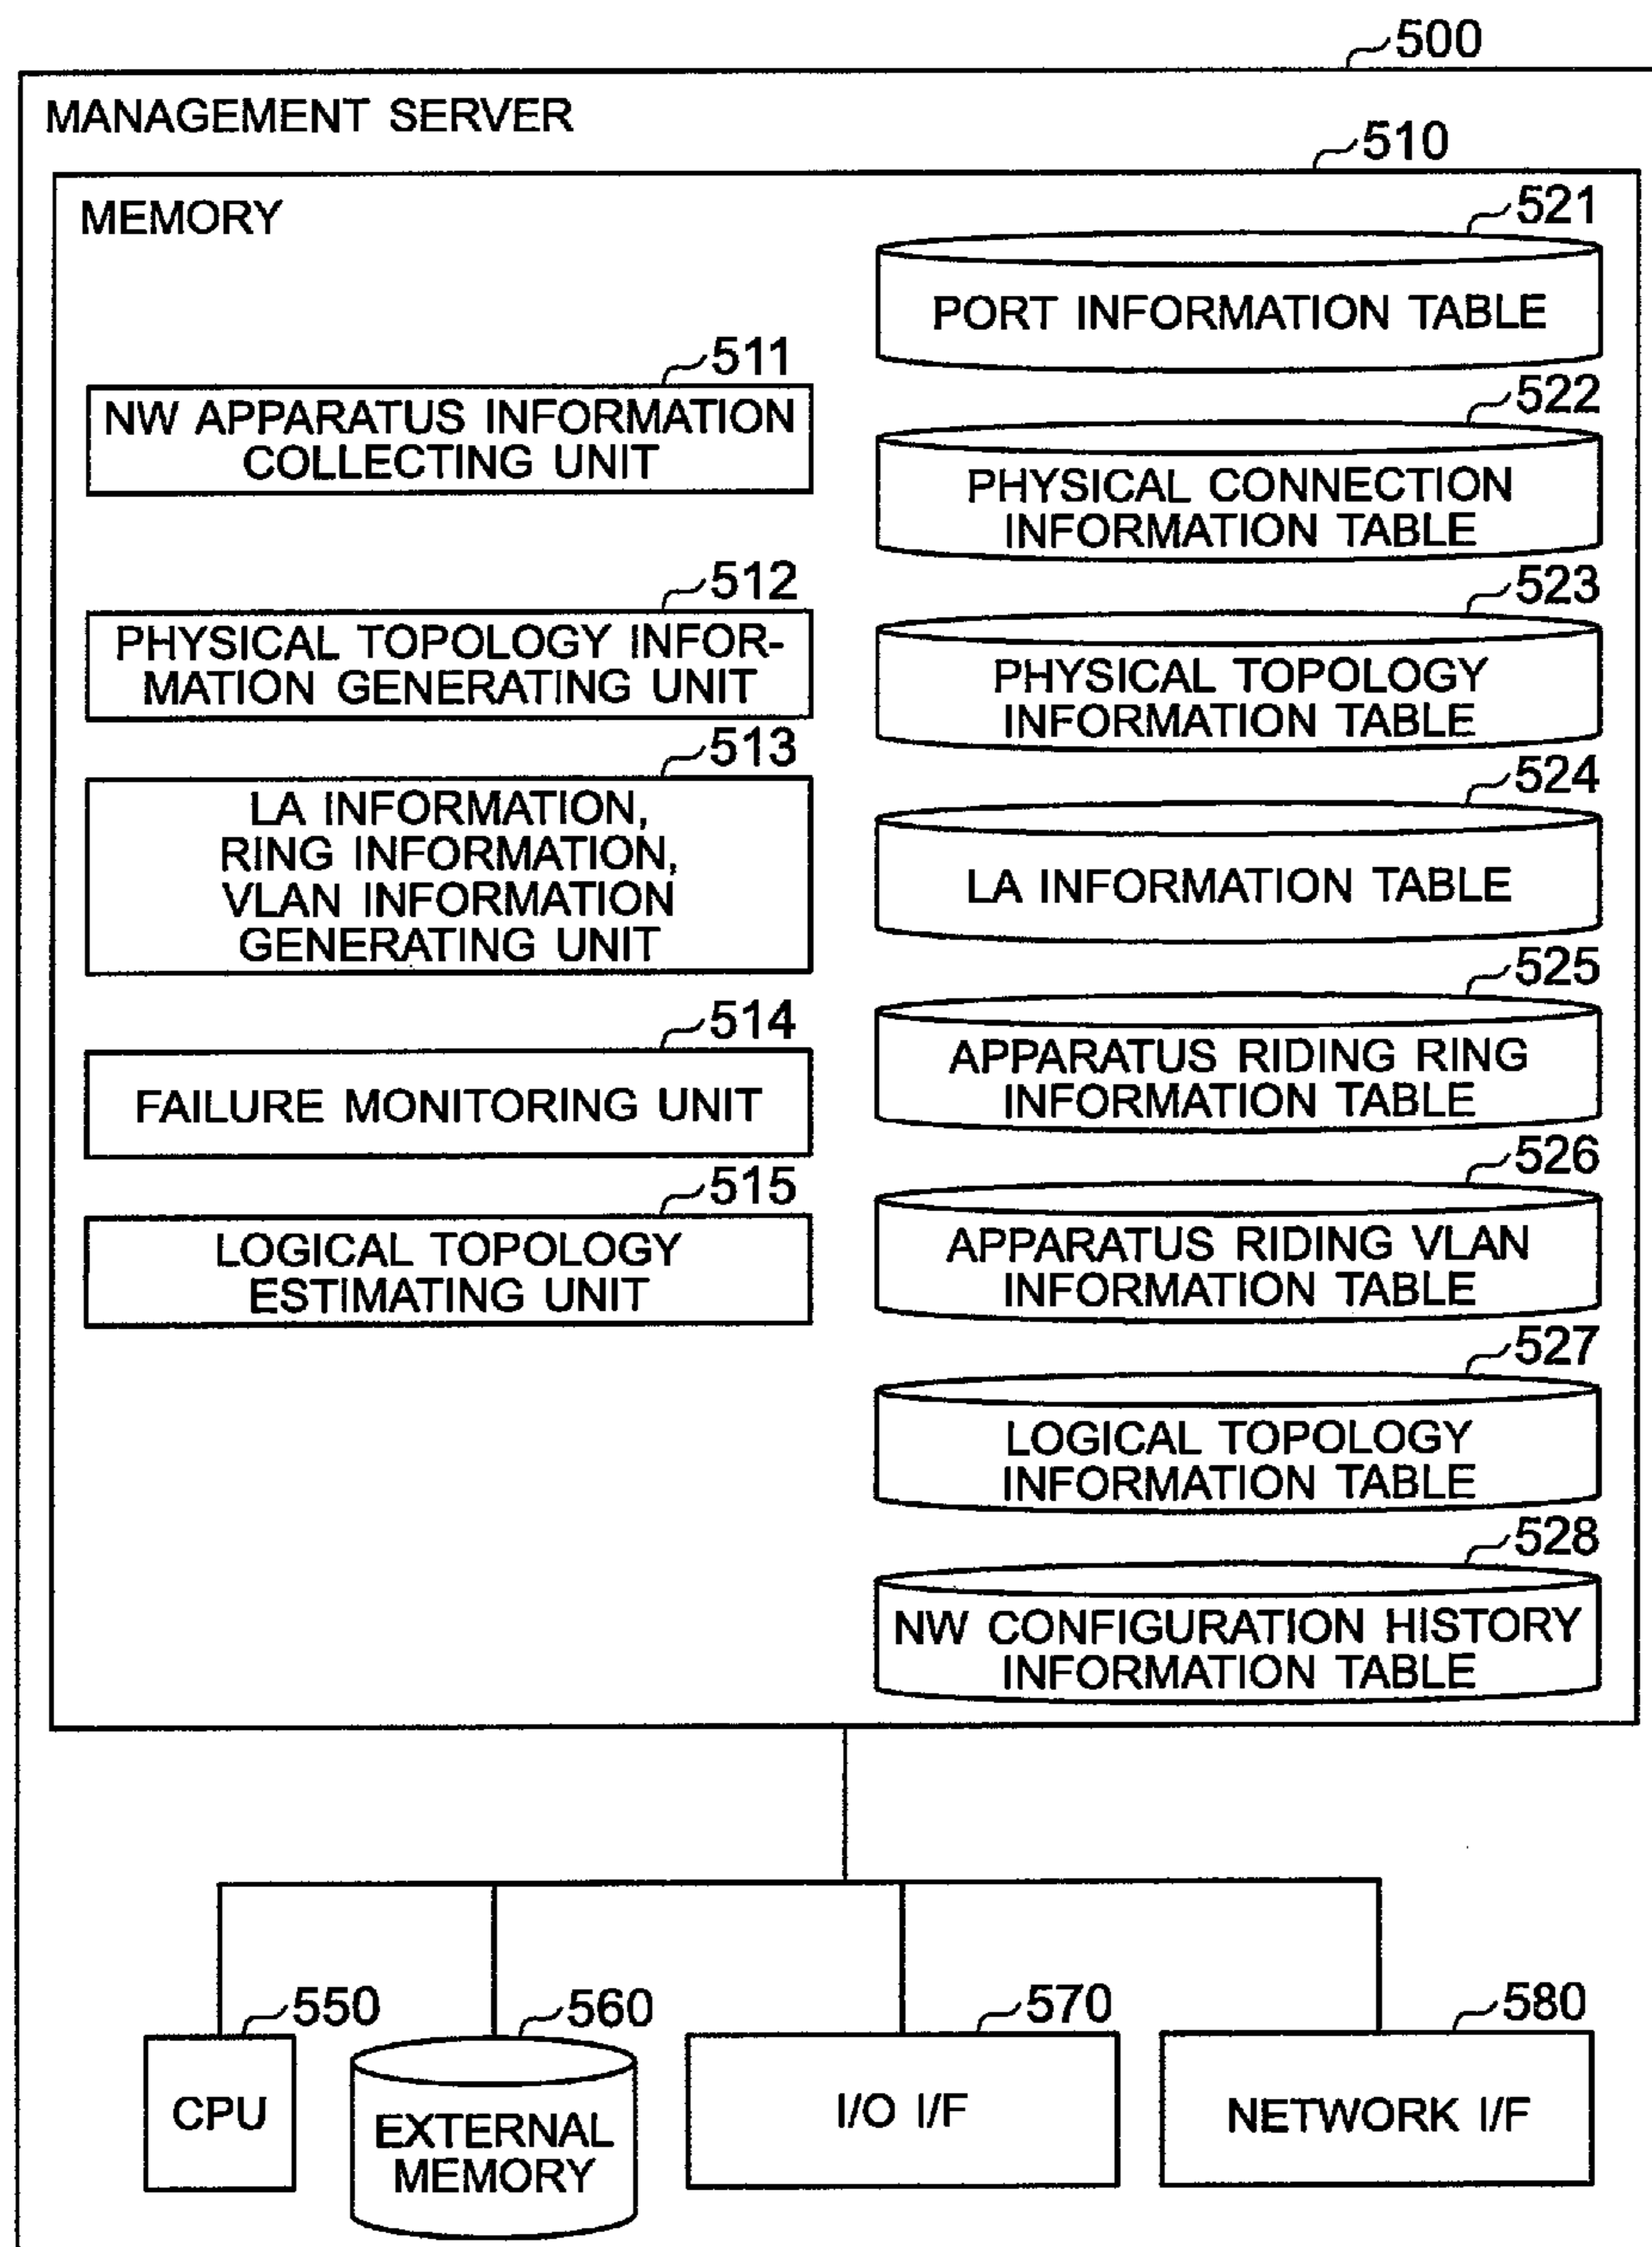 500
MANAGEMENT SERVER
510
MEMORY
521
PORT INFORMATION TABLE
511
NW APPARATUS INFORMATION
COLLECTING UNIT
522
PHYSICAL CONNECTION
INFORMATION TABLE
512
PHYSICAL TOPOLOGY INFOR-
MATION GENERATING UNIT
523
PHYSICAL TOPOLOGY
INFORMATION TABLE
513
LA INFORMATION,
RING INFORMATION,
VLAN INFORMATION
GENERATING UNIT
524
LA INFORMATION TABLE
525
APPARATUS RIDING RING
INFORMATION TABLE
514
FAILURE MONITORING UNIT
526
APPARATUS RIDING VLAN
INFORMATION TABLE
515
LOGICAL TOPOLOGY
ESTIMATING UNIT
527
LOGICAL TOPOLOGY
INFORMATION TABLE
528
NW CONFIGURATION HISTORY
INFORMATION TABLE
550
CPU
560
EXTERNAL
MEMORY
570
I/O I/F
580
NETWORK I/F